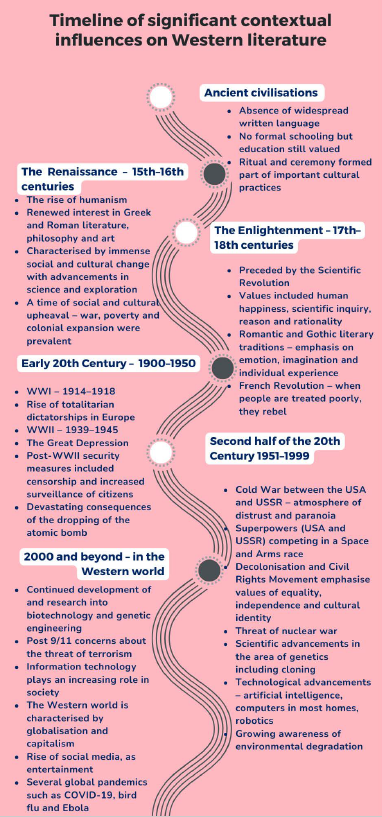 Timeline of significant contextual
influences on Western literature
Ancient civilisations
• Absence of widespread
written language
• No formal schooling but
education still valued
• Ritual and ceremony formed
part of important cultural
practices
The Renaissance – 15th–16th
centuries
• The rise of humanism
• Renewed interest in Greek
and Roman literature,
philosophy and art
• Characterised by immense
social and cultural change
with advancements in
science and exploration
• A time of social and cultural
upheaval – war, poverty and
colonial expansion were
prevalent
The Enlightenment – 17th–
18th centuries
• Preceded by the Scientific
Revolution
• Values included human
happiness, scientific inquiry,
reason and rationality
• Romantic and Gothic literary
traditions – emphasis on
emotion, imagination and
individual experience
• French Revolution – when
people are treated poorly,
they rebel
Early 20th Century – 1900–1950
• WWI – 1914–1918
• Rise of totalitarian
dictatorships in Europe
• WWII – 1939–1945
• The Great Depression
• Post-WWII security
measures included
censorship and increased
surveillance of citizens
• Devastating consequences
of the dropping of the
atomic bomb
Second half of the 20th
Century 1951–1999
• Cold War between the USA
and USSR – atmosphere of
distrust and paranoia
• Superpowers (USA and
USSR) competing in a Space
and Arms race
• Decolonisation and Civil
Rights Movement emphasise
values of equality,
independence and cultural
identity
• Threat of nuclear war
• Scientific advancements in
the area of genetics
including cloning
• Technological advancements
– artificial intelligence,
computers in most homes,
robotics
• Growing awareness of
environmental degradation
2000 and beyond – in the
Western world
• Continued development of
and research into
biotechnology and genetic
engineering
• Post 9/11 concerns about
the threat of terrorism
• Information technology
plays an increasing role in
society
• The Western world is
characterised by
globalisation and
capitalism
• Rise of social media, as
entertainment
• Several global pandemics
such as COVID-19, bird
flu and Ebola